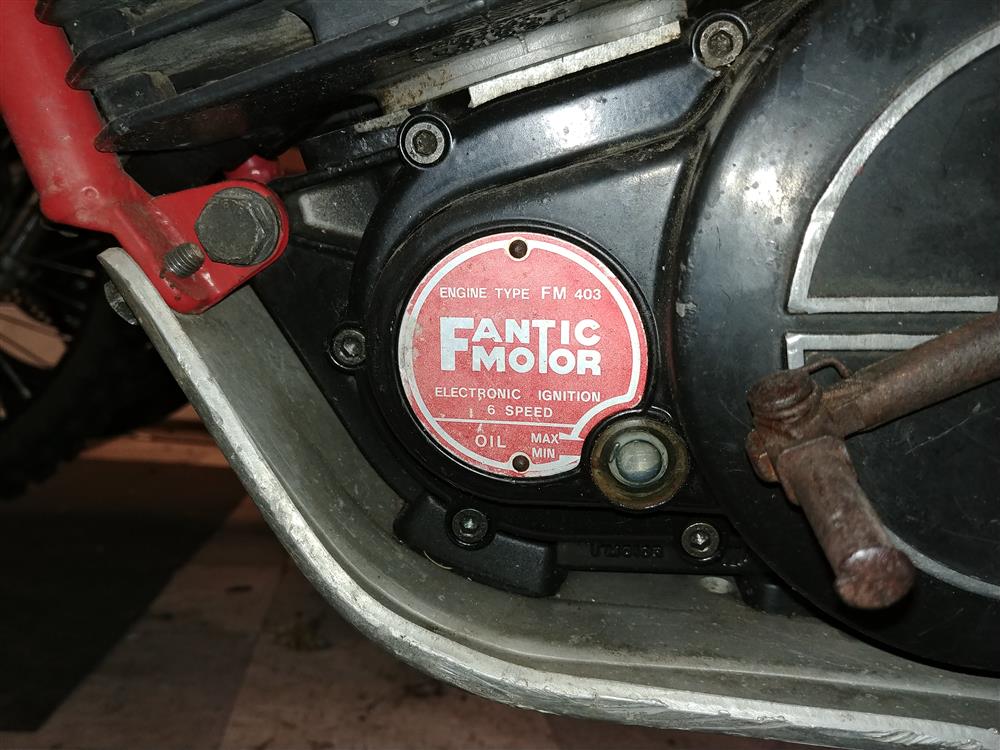 ENGINE TYPE FM 403
FANTIC
MOTOR
ELECTRONIC IGNITION
6 SPEED
OIL MAX
MIN